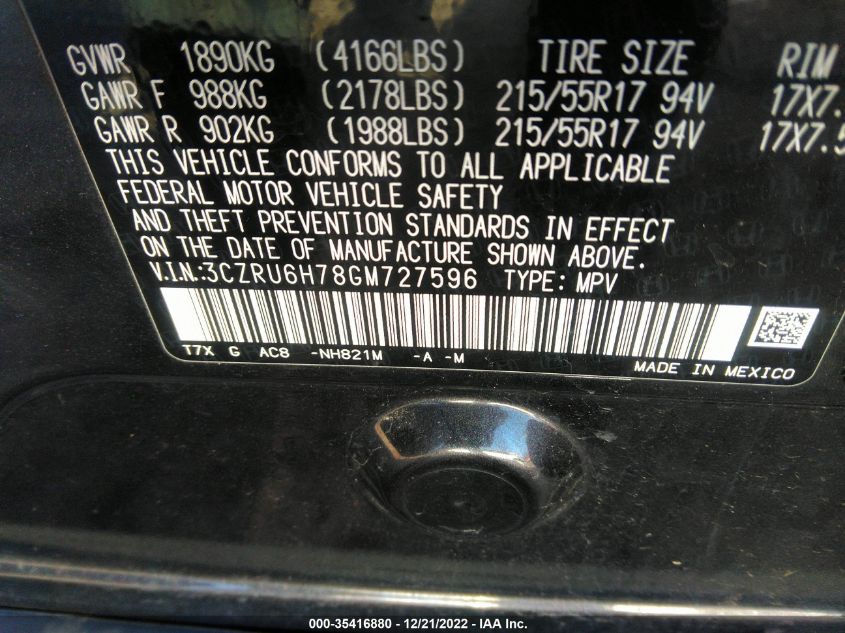 GVWR 1890KG (4166LBS) TIRE SIZE RIM
GAWR F 988KG (2178LBS) 215/55R17 94V 17X7.
GAWR R 902KG (1988LBS) 215/55R17 94V 17X7.5
THIS VEHICLE CONFORMS TO ALL APPLICABLE
FEDERAL MOTOR VEHICLE SAFETY
AND THEFT PREVENTION STANDARDS IN EFFECT
ON THE DATE OF MANUFACTURE SHOWN ABOVE.
V.I.N.:3CZRU6H78GM727596 TYPE: MPV
T7X G AC8 -NH821M -A -M
MADE IN MEXICO
000-35416880 - 12/21/2022 - IAA Inc.